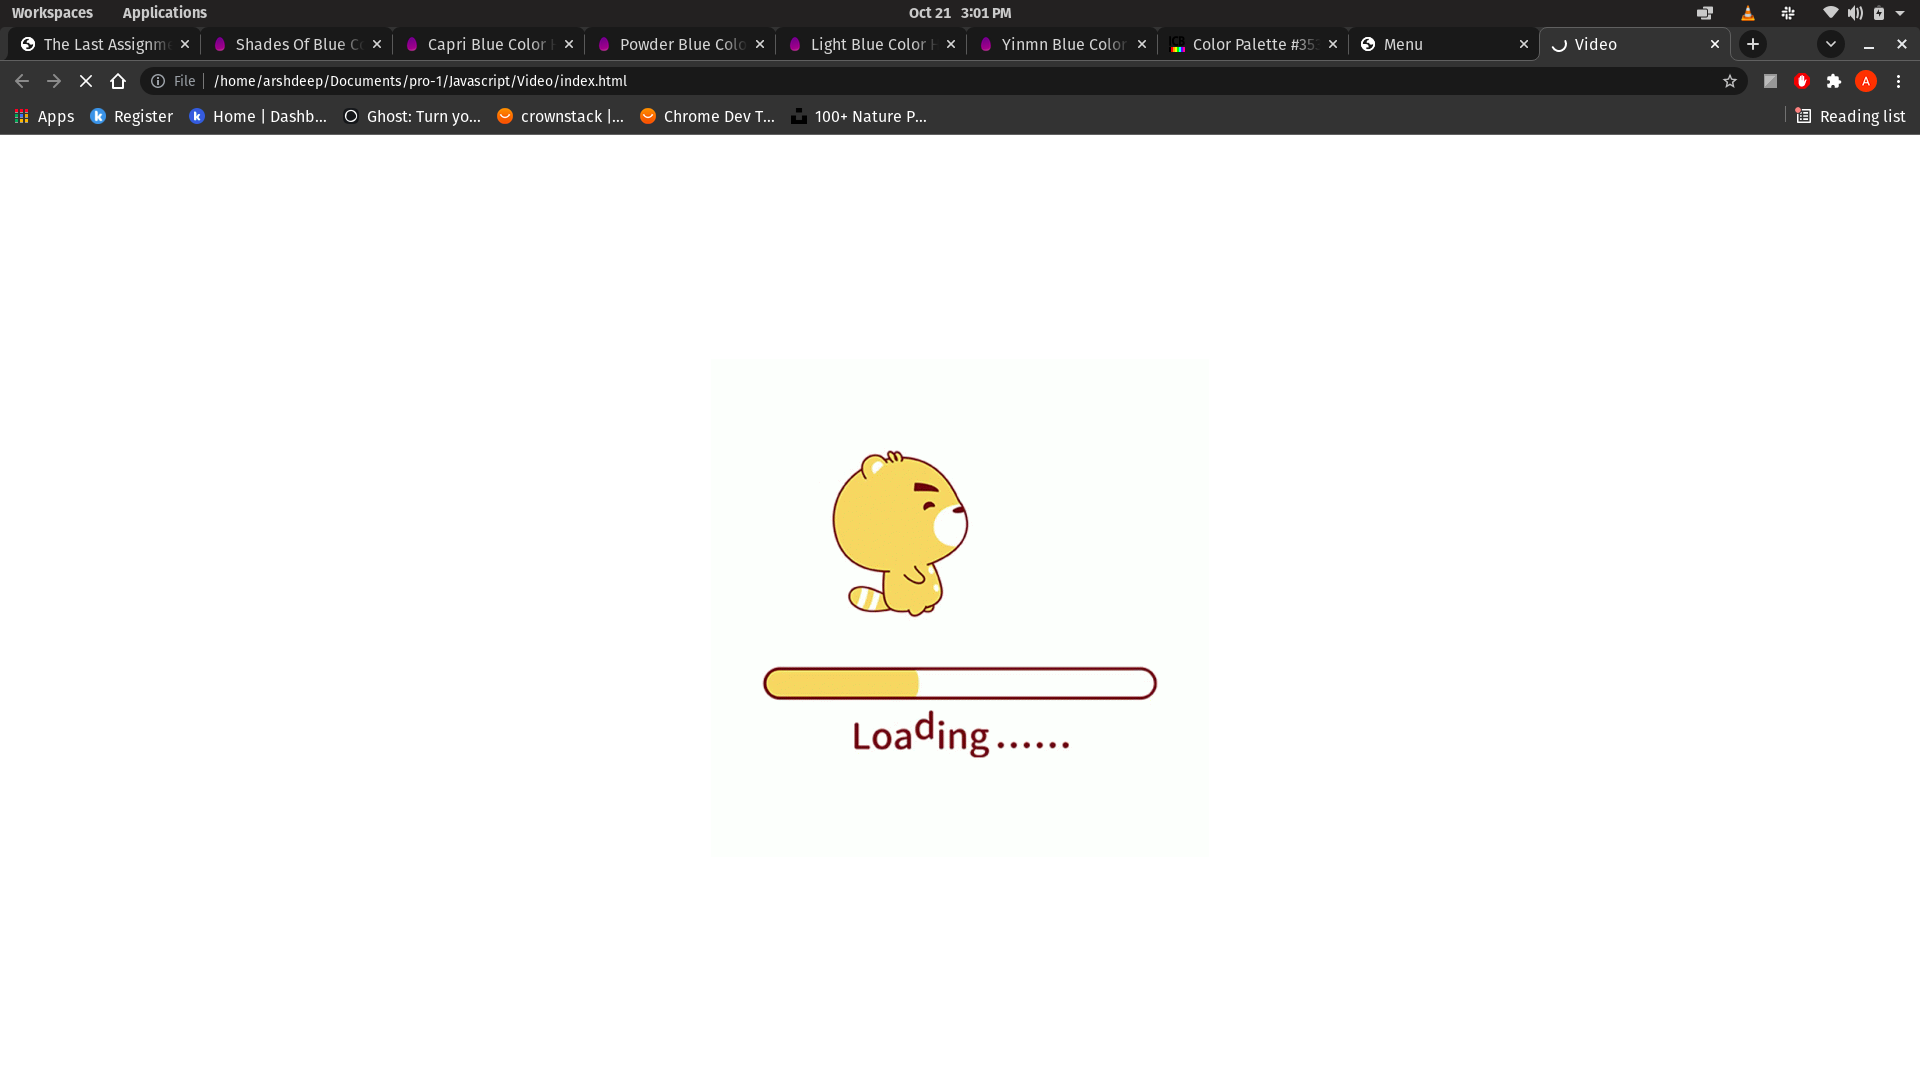 Workspaces Applications Oct 21 3:01 PM
The Last Assignm Shades Of Blue Co Capri Blue Color Powder Blue Colo Light Blue Color Yinmn Blue Color Color Palette #353 Menu Video
File /home/arshdeep/Documents/pro-1/Javascript/Video/index.html A
Apps Register Home | Dashb... Ghost: Turn yo... crownstack |... Chrome Dev T... 100+ Nature P... Reading list
Loading ......